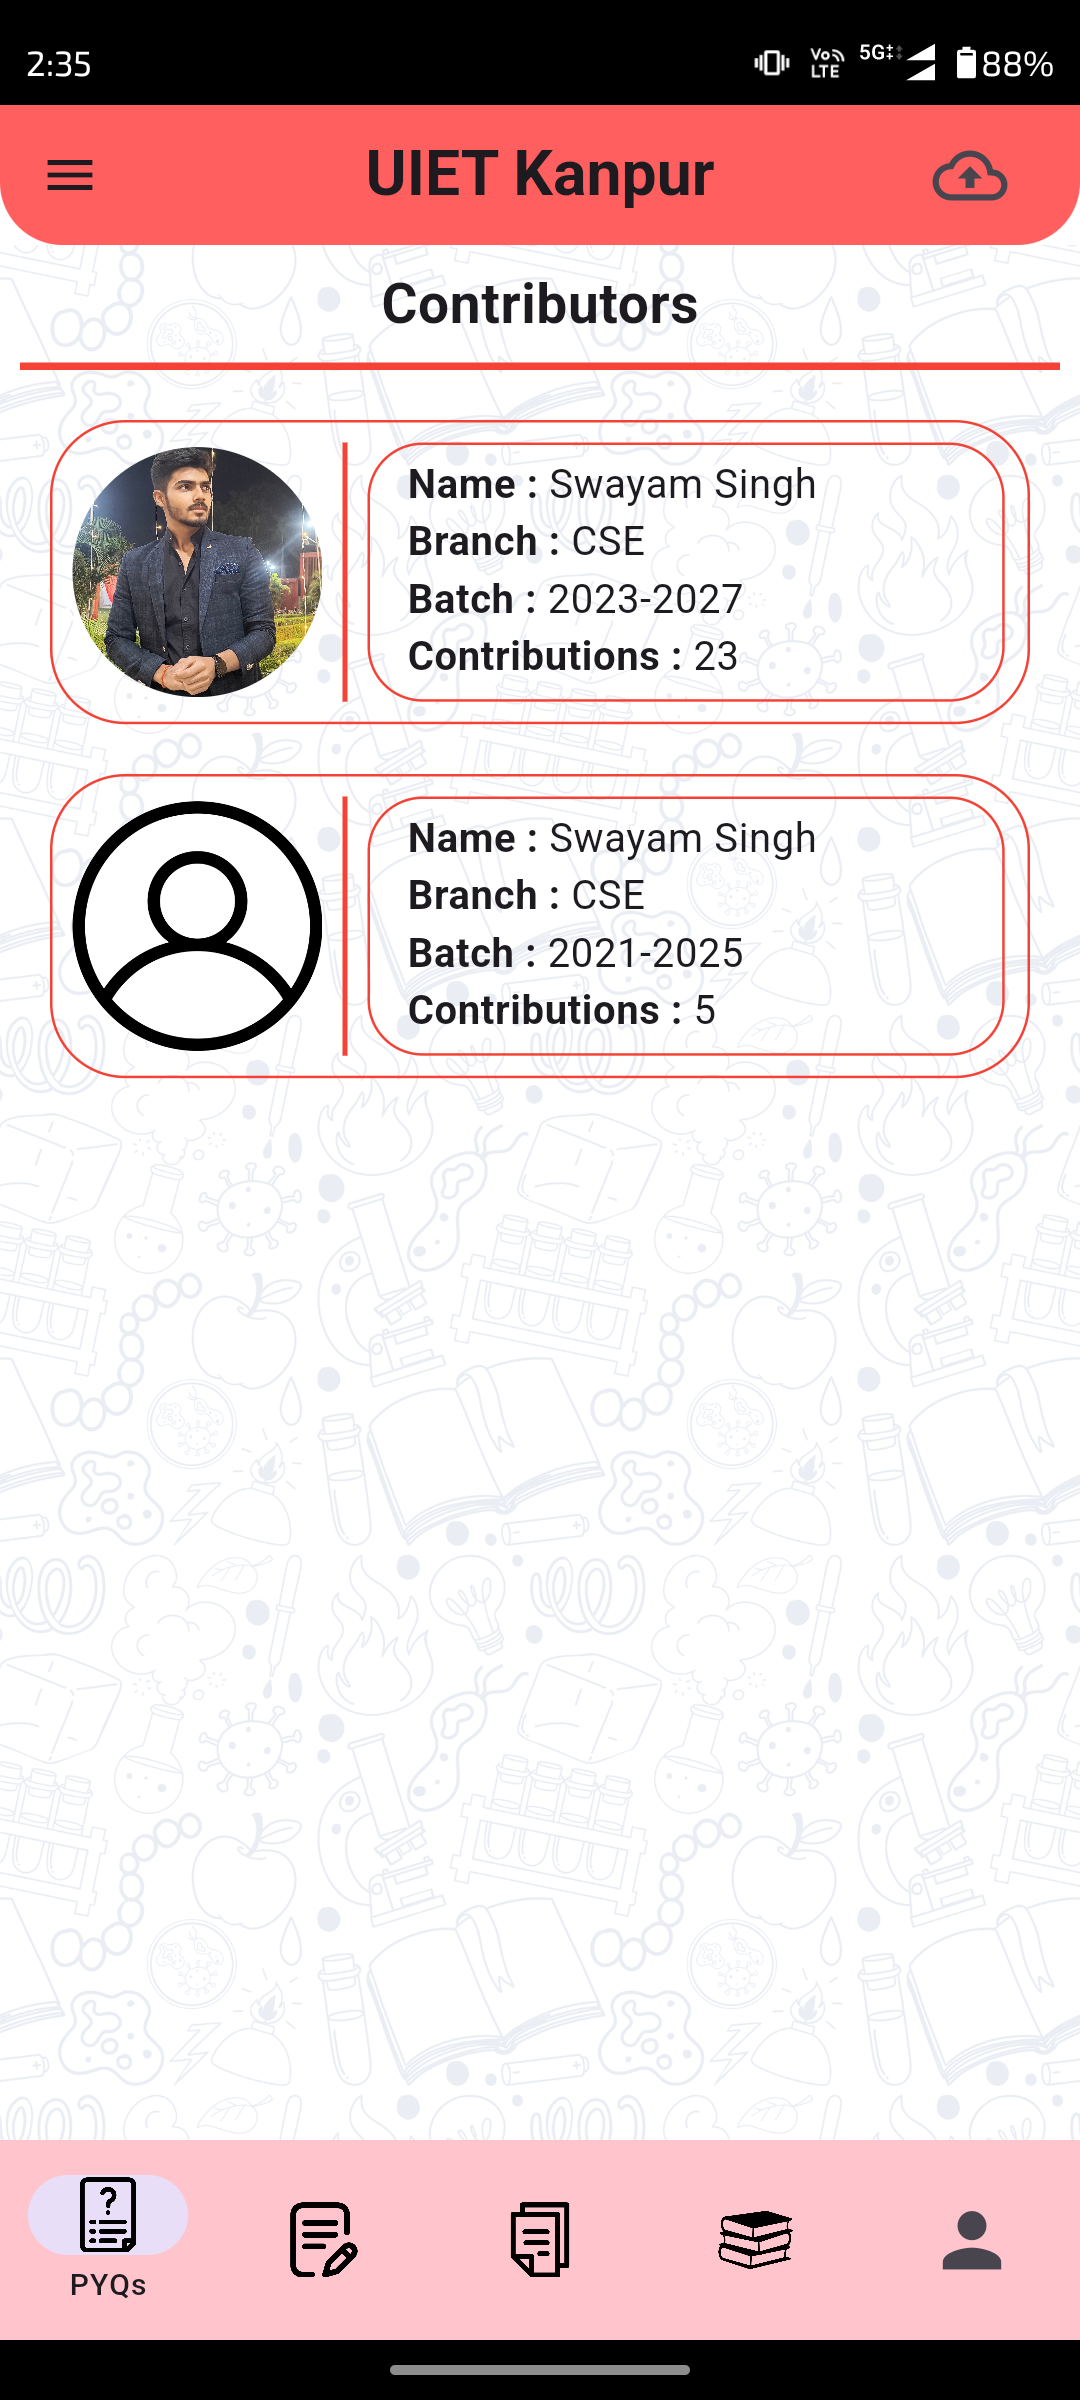 2:35
Vo LTE 5G 88%
UIET Kanpur
Contributors
Name : Swayam Singh
Branch : CSE
Batch : 2023-2027
Contributions : 23
Name : Swayam Singh
Branch : CSE
Batch : 2021-2025
Contributions : 5
?
PYQs